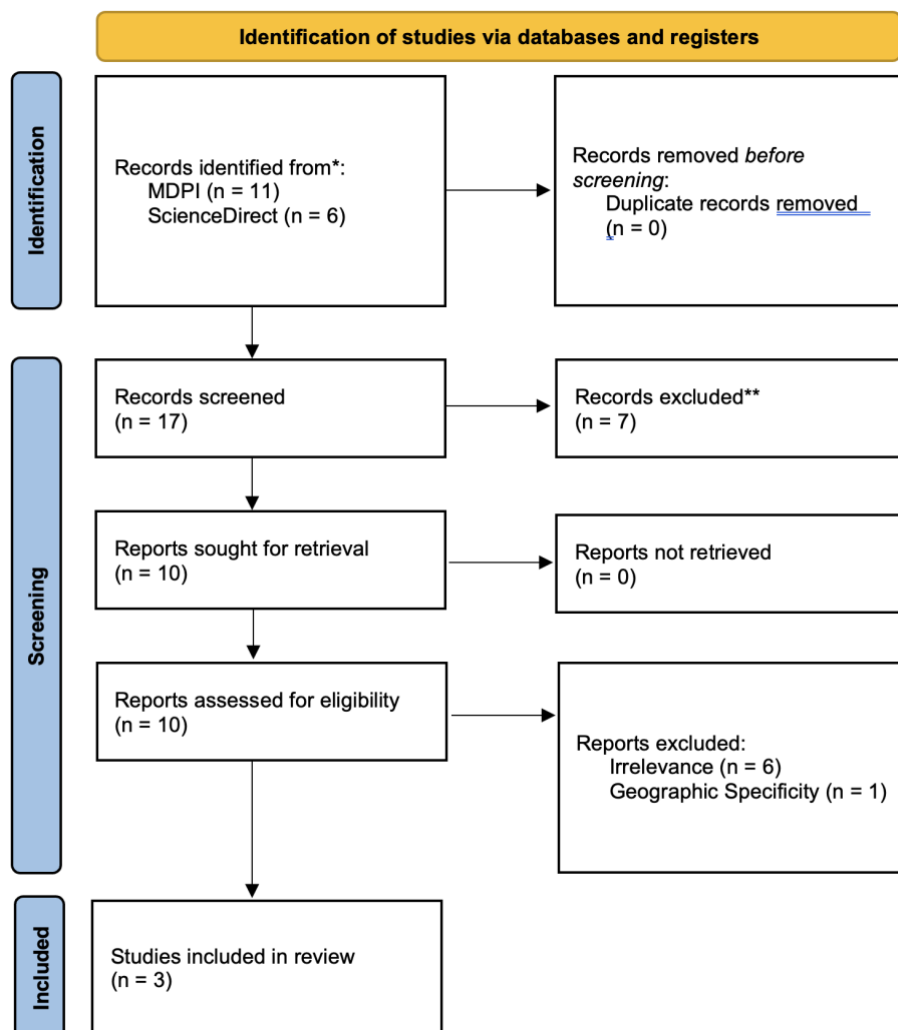 Identification of studies via databases and registers
Identification
Records identified from*:
MDPI (n = 11)
ScienceDirect (n = 6)
Records removed before
screening:
Duplicate records removed
(n = 0)
Screening
Records screened
(n = 17)
Records excluded**
(n = 7)
Reports sought for retrieval
(n = 10)
Reports not retrieved
(n = 0)
Reports assessed for eligibility
(n = 10)
Reports excluded:
Irrelevance (n = 6)
Geographic Specificity (n = 1)
Included
Studies included in review
(n = 3)